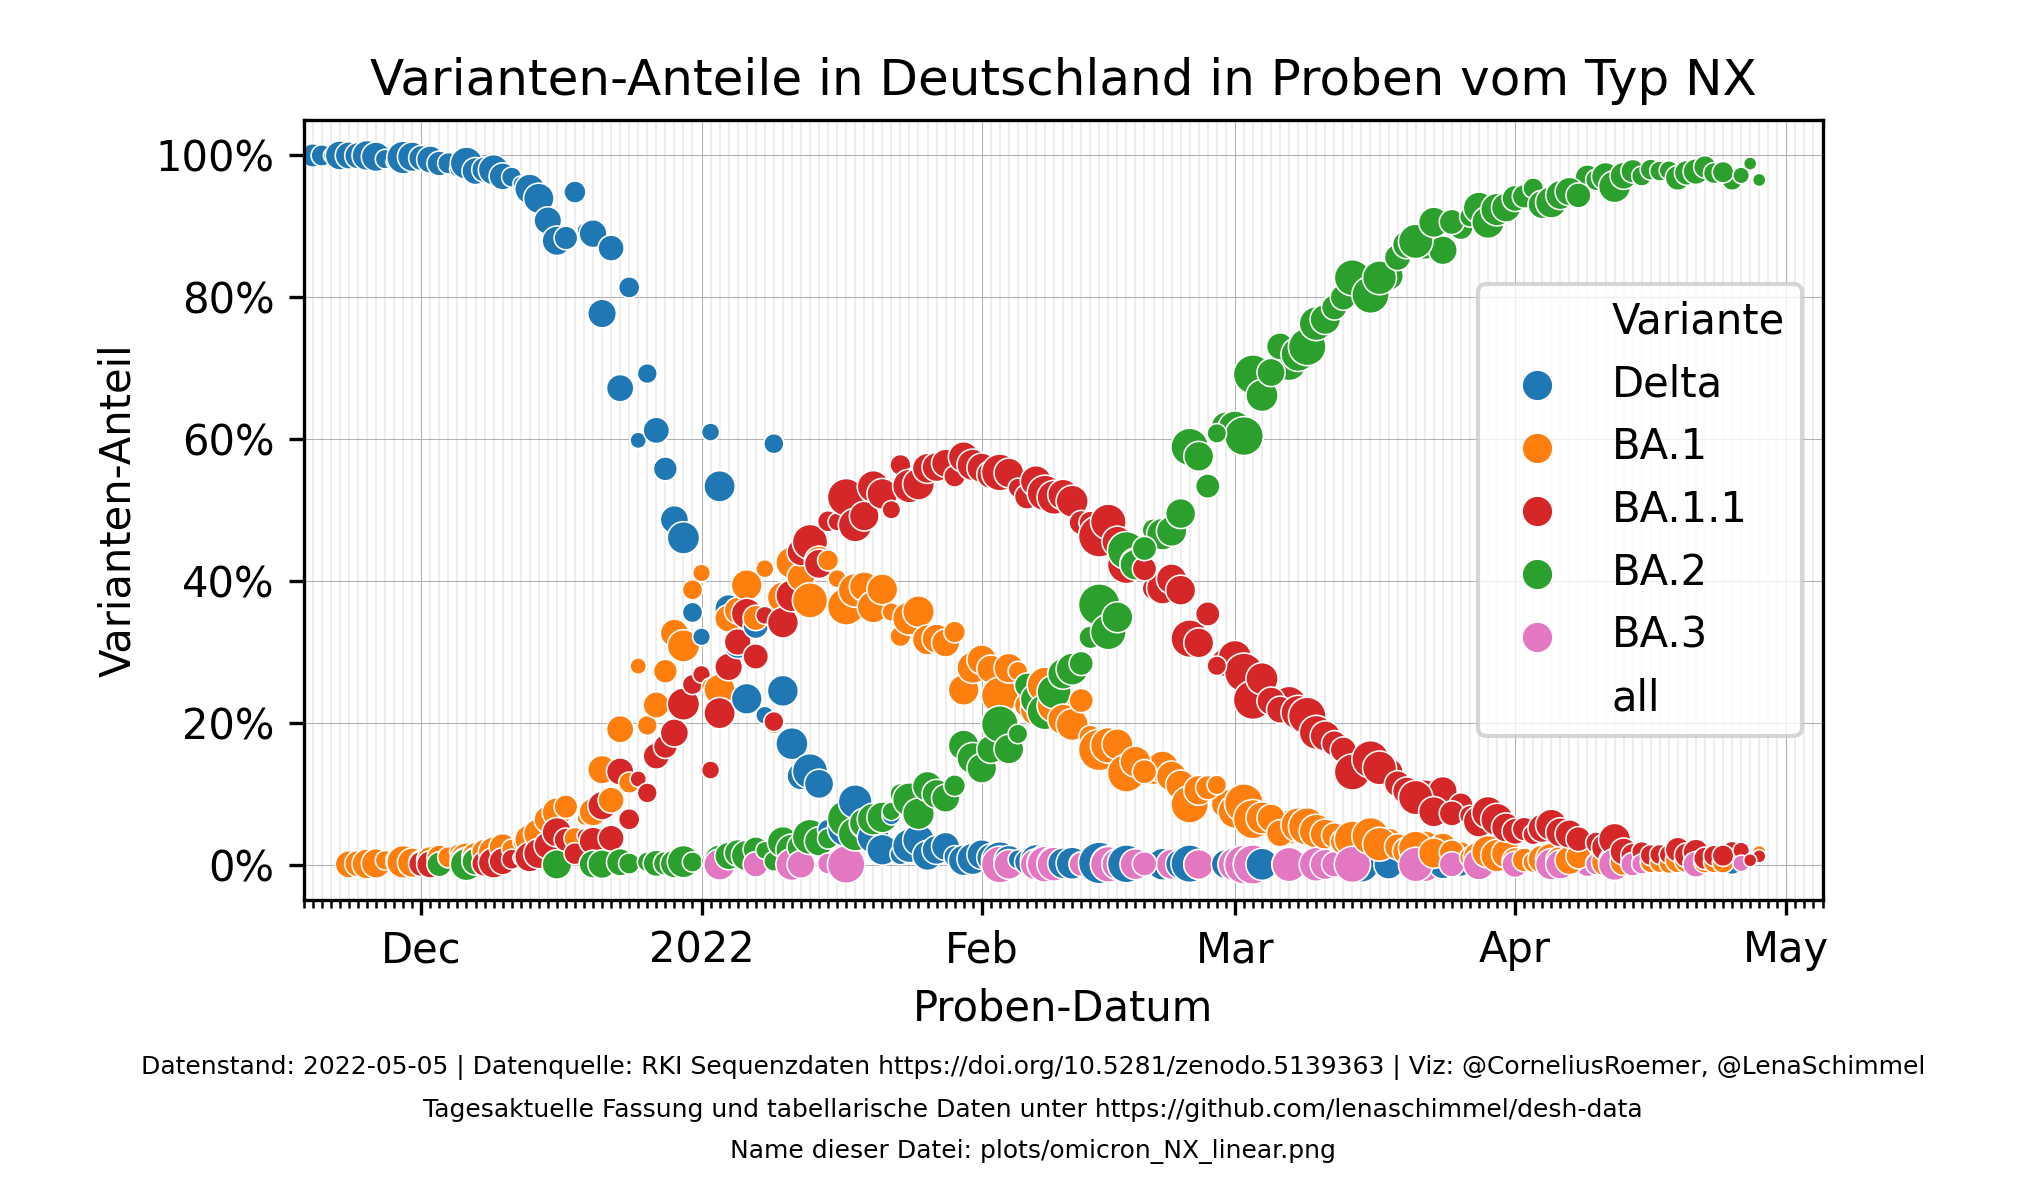 Varianten-Anteile in Deutschland in Proben vom Typ NX
Varianten-Anteil
100%
80%
60%
40%
20%
0%
Variante
Delta
BA.1
BA.1.1
BA.2
BA.3
all
Dec 2022 Feb Mar Apr May
Proben-Datum
Datenstand: 2022-05-05 | Datenquelle: RKI Sequenzdaten https://doi.org/10.5281/zenodo.5139363 | Viz: @CorneliusRoemer, @LenaSchimmel
Tagesaktuelle Fassung und tabellarische Daten unter https://github.com/lenaschimmel/desh-data
Name dieser Datei: plots/omicron_NX_linear.png